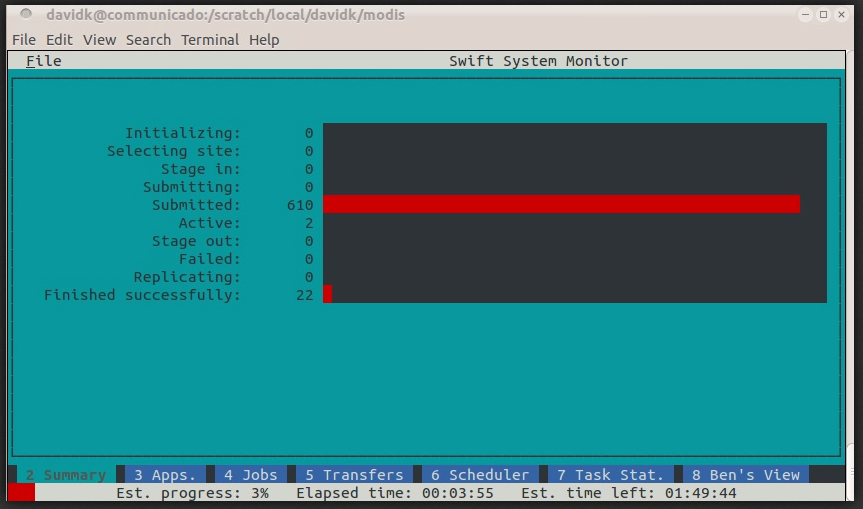 davidk@communicado:/scratch/local/davidk/modis
File Edit View Search Terminal Help
File Swift System Monitor
Initializing: 0
Selecting site: 0
Stage in: 0
Submitting: 0
Submitted: 610
Active: 2
Stage out: 0
Failed: 0
Replicating: 0
Finished successfully: 22
2 Summary 3 Apps. 4 Jobs 5 Transfers 6 Scheduler 7 Task Stat. 8 Ben's View
Est. progress: 3% Elapsed time: 00:03:55 Est. time left: 01:49:44